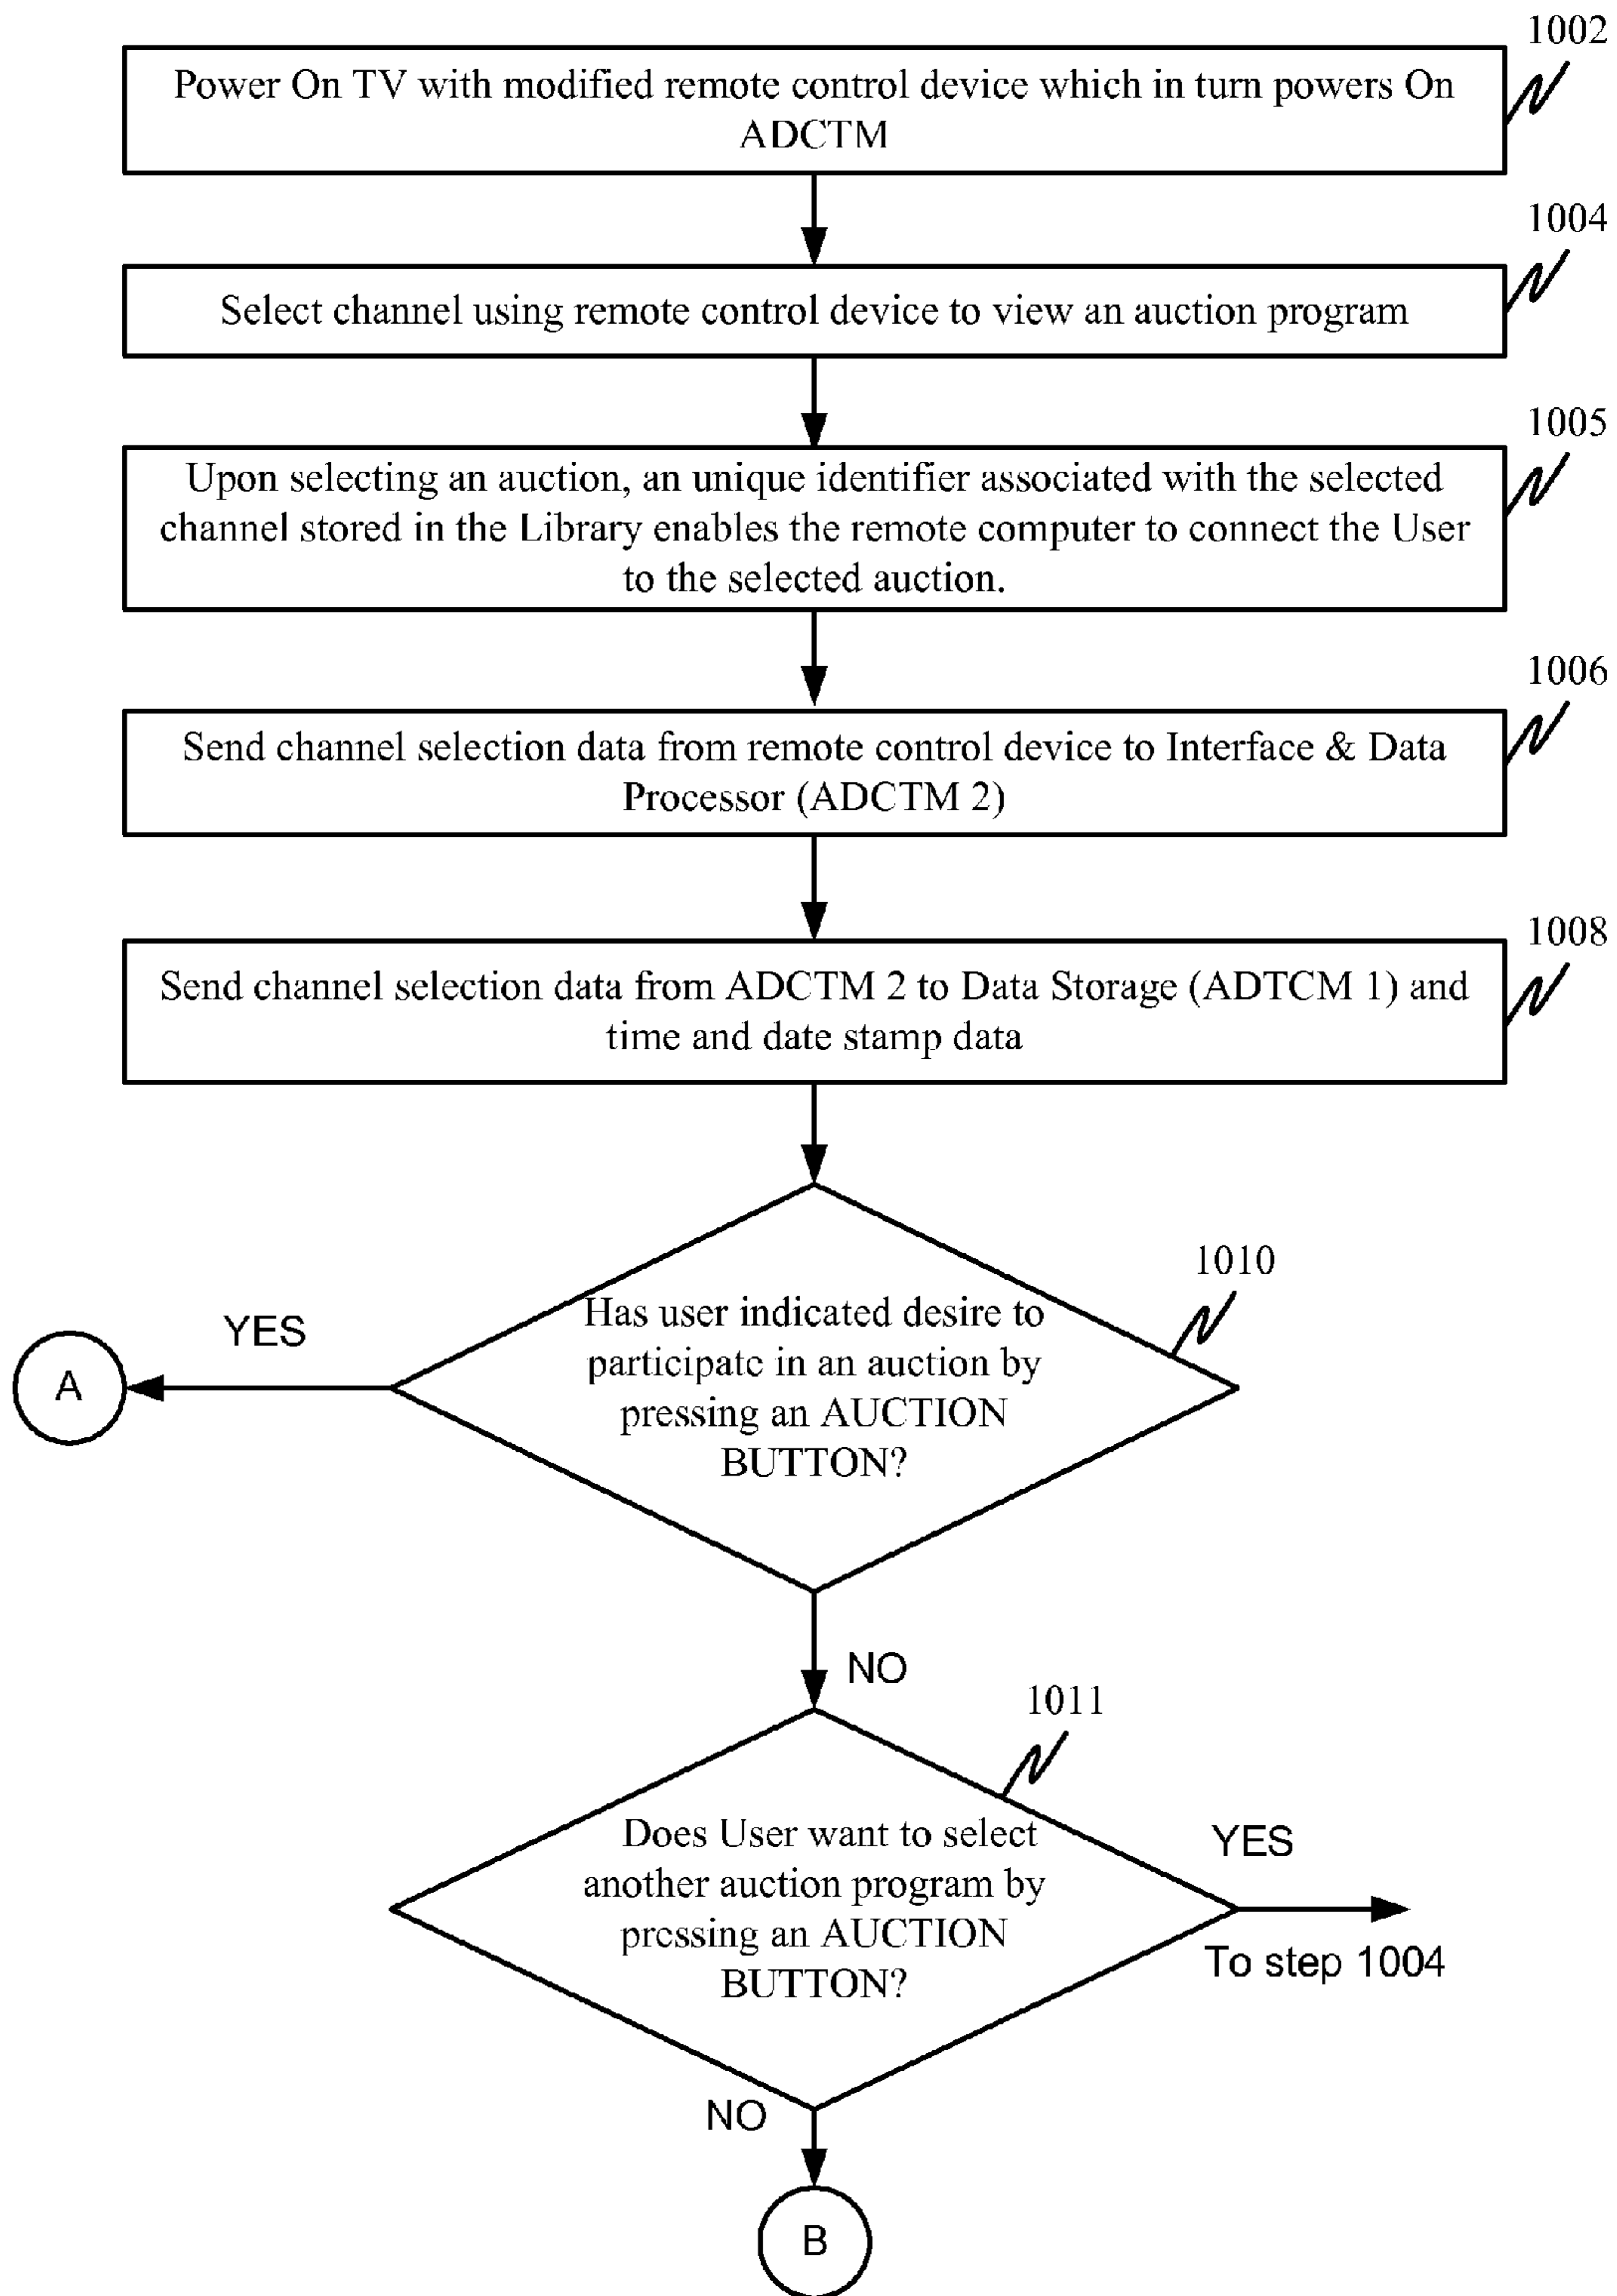 1002
Power On TV with modified remote control device which in turn powers On
ADCTM
1004
Select channel using remote control device to view an auction program
1005
Upon selecting an auction, an unique identifier associated with the selected
channel stored in the Library enables the remote computer to connect the User
to the selected auction.
1006
Send channel selection data from remote control device to Interface & Data
Processor (ADCTM 2)
1008
Send channel selection data from ADCTM 2 to Data Storage (ADTCM 1) and
time and date stamp data
1010
Has user indicated desire to
participate in an auction by
pressing an AUCTION
BUTTON?
YES
A
NO
1011
Does User want to select
another auction program by
pressing an AUCTION
BUTTON?
YES
To step 1004
NO
B